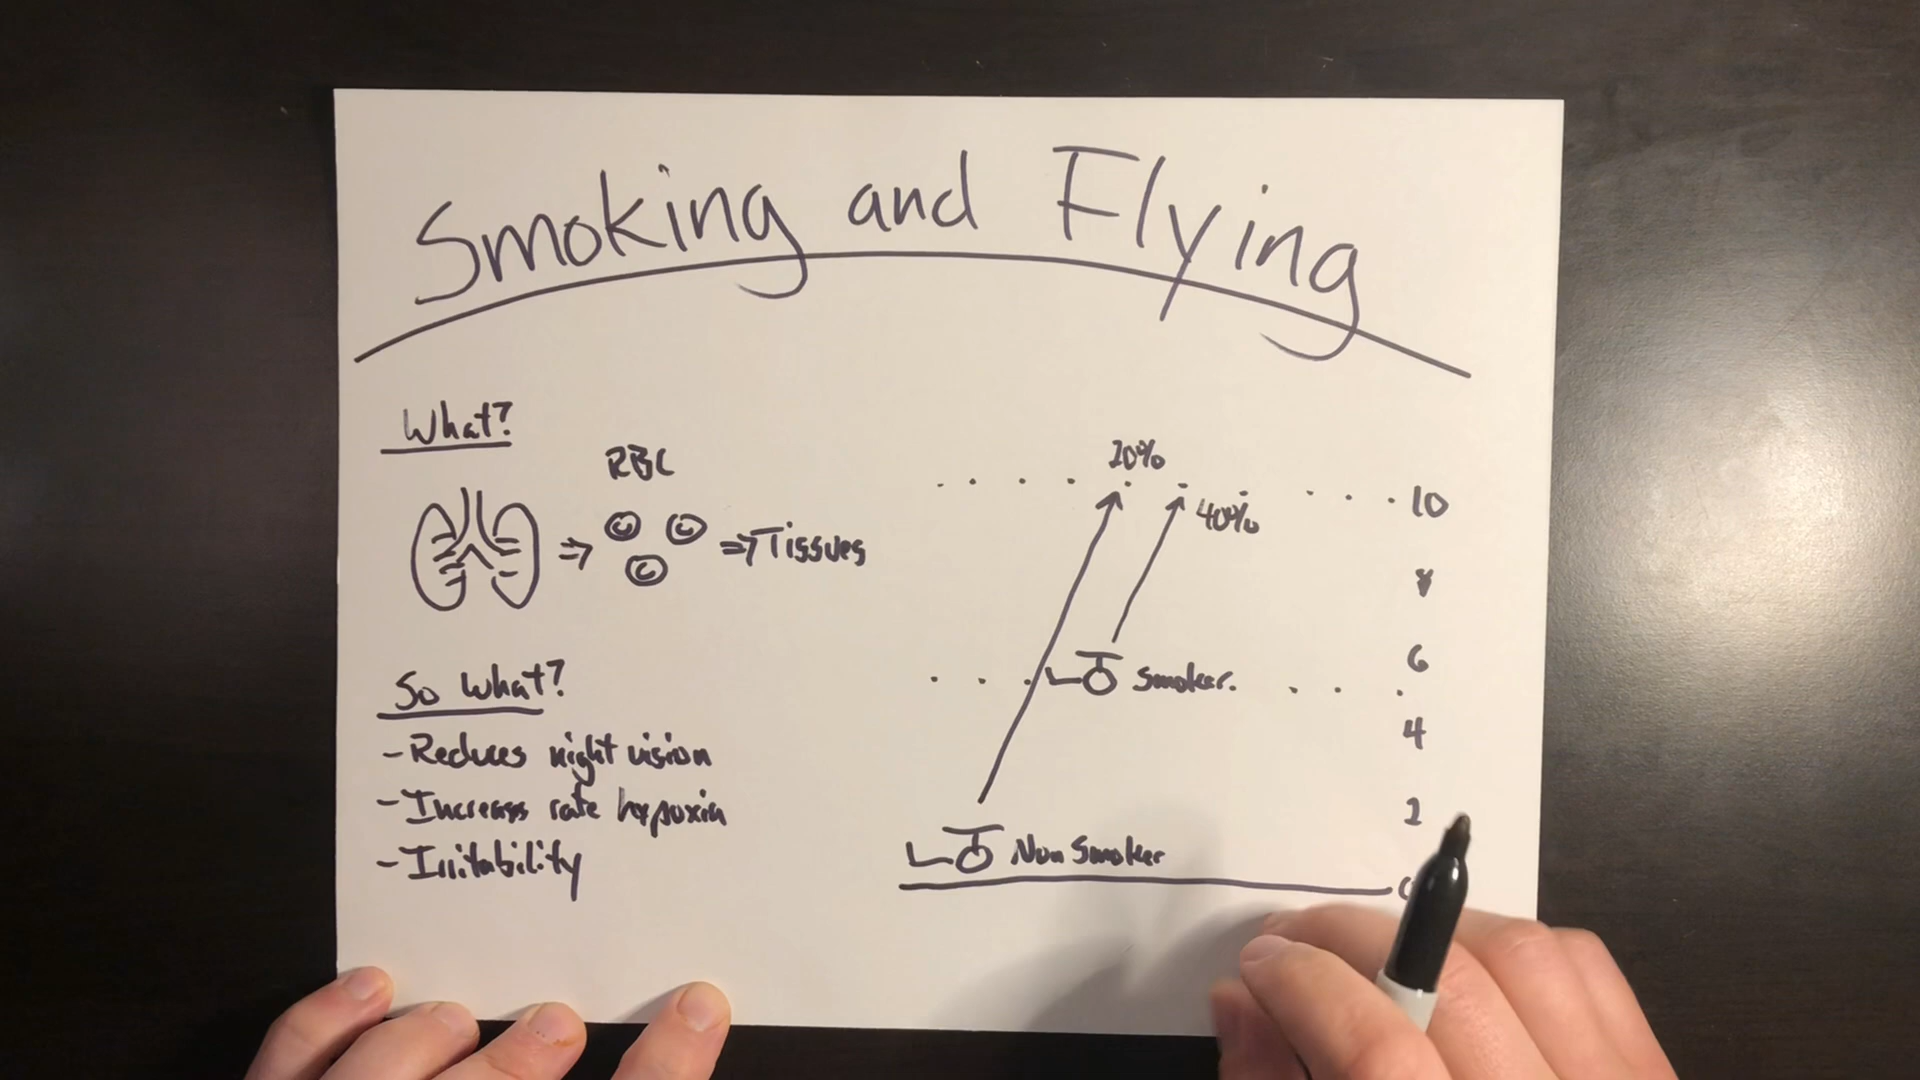 Smoking and Flying
What?
RBC
⇒ ⇒ Tissues
So What?
- Reduces night vision
- Increases rate hypoxia
- Irritability
20%
40%
10
8
6
Smoker.
4
2
Non Smoker
0